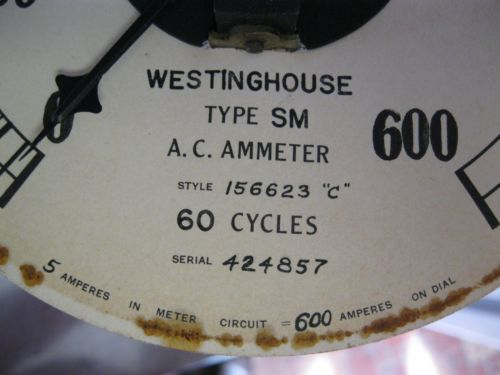 WESTINGHOUSE
TYPE SM
0
600
A.C. AMMETER
STYLE 156623 "C"
60 CYCLES
SERIAL 424857
5 AMPERES IN METER CIRCUIT = 600 AMPERES ON DIAL